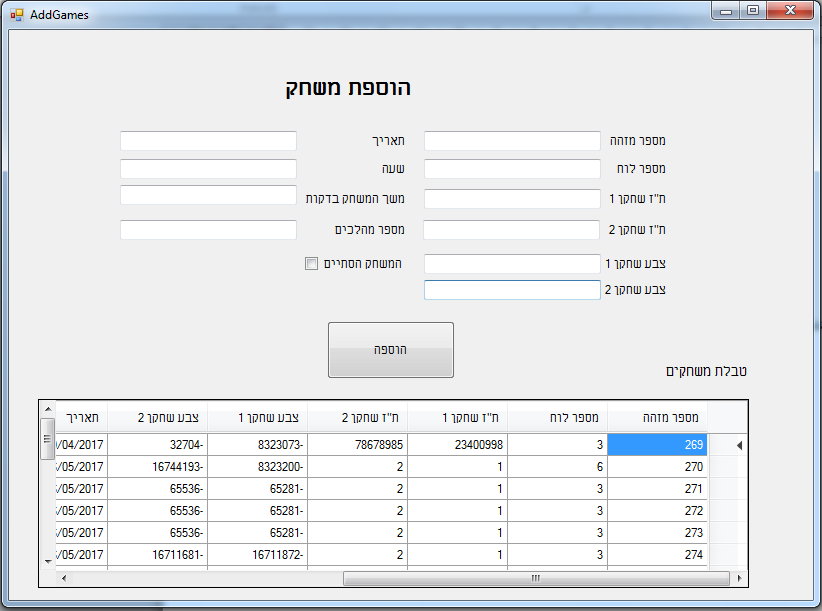 AddGames
הוספת משחק
מספר מזהה
תאריך
מספר לוח
שעה
ת"ז שחקן 1
משך המשחק בדקות
ת"ז שחקן 2
מספר מהלכים
צבע שחקן 1
המשחק הסתיים
צבע שחקן 2
הוספה
טבלת משחקים
מספר מזהה מספר לוח ת"ז שחקן 1 ת"ז שחקן 2 צבע שחקן 1 צבע שחקן 2 תאריך
269 3 23400998 78678985 8323073- 32704- /04/2017
270 6 1 2 8323200- 16744193- /05/2017
271 3 1 2 65281- 65536- /05/2017
272 3 1 2 65281- 65536- /05/2017
273 3 1 2 65281- 65536- /05/2017
274 3 1 2 16711872- 16711681- /05/2017